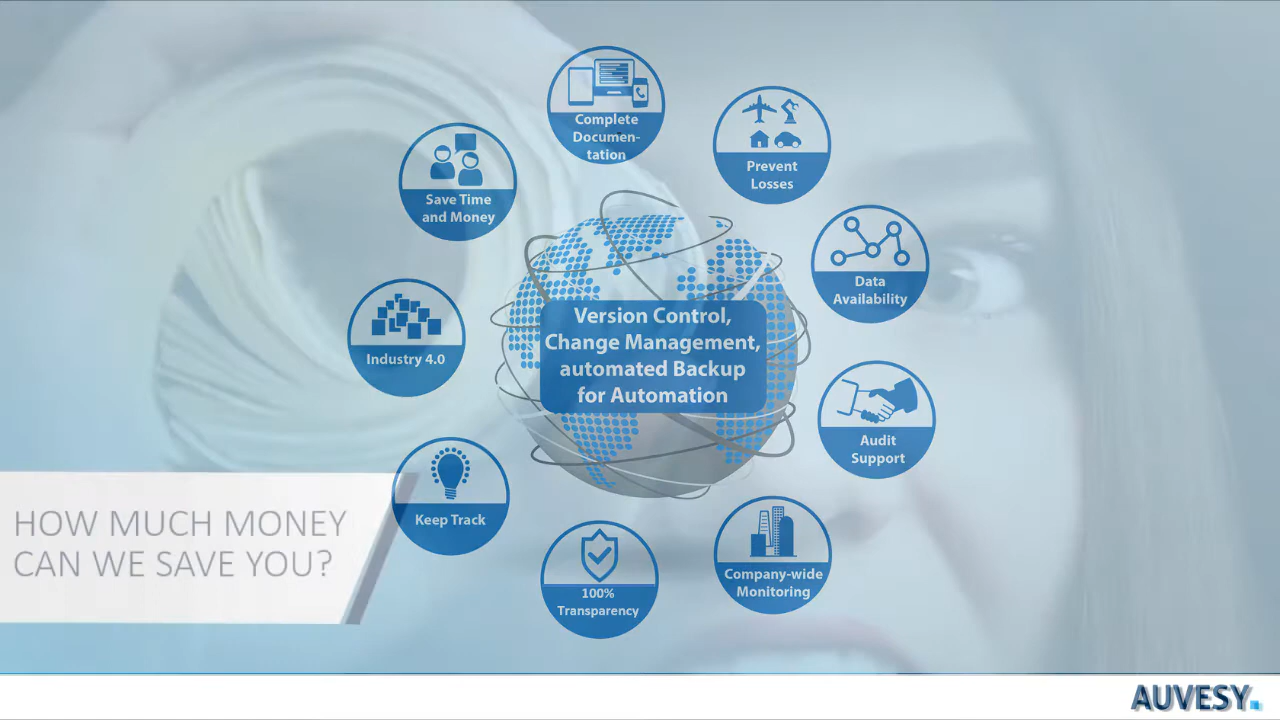 Complete
Documen-
tation
Prevent
Losses
Save Time
and Money
Data
Availability
Version Control,
Change Management,
automated Backup
for Automation
Industry 4.0
Audit
Support
Keep Track
HOW MUCH MONEY
CAN WE SAVE YOU?
Company-wide
Monitoring
100%
Transparency
AUVESY